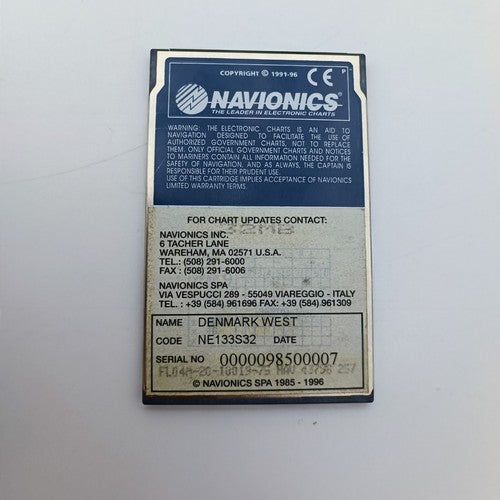 COPYRIGHT © 1991-96 CE P
NAVIONICS®
THE LEADER IN ELECTRONIC CHARTS
WARNING: THE ELECTRONIC CHARTS IS AN AID TO
NAVIGATION DESIGNED TO FACILITATE THE USE OF
AUTHORIZED GOVERNMENT CHARTS, NOT TO REPLACE
THEM. ONLY OFFICIAL GOVERNMENT CHARTS AND NOTICES
TO MARINERS CONTAIN ALL INFORMATION NEEDED FOR THE
SAFETY OF NAVIGATION, AND AS ALWAYS, THE CAPTAIN IS
RESPONSIBLE FOR THEIR PRUDENT USE.
USE OF THIS CARTRIDGE IMPLIES ACCEPTANCE OF NAVIONICS
LIMITED WARRANTY TERMS.
FOR CHART UPDATES CONTACT:
32MB
NAVIONICS INC.
6 TACHER LANE
WAREHAM, MA 02571 U.S.A.
TEL.: (508) 291-6000
FAX : (508) 291-6006
NAVIONICS SPA
VIA VESPUCCI 289 - 55049 VIAREGGIO - ITALY
TEL. : +39 (584) 961696 FAX: +39 (584) 961309
NAME DENMARK WEST
CODE NE133S32 DATE
SERIAL NO 0000098500007
© NAVIONICS SPA 1985 - 1996